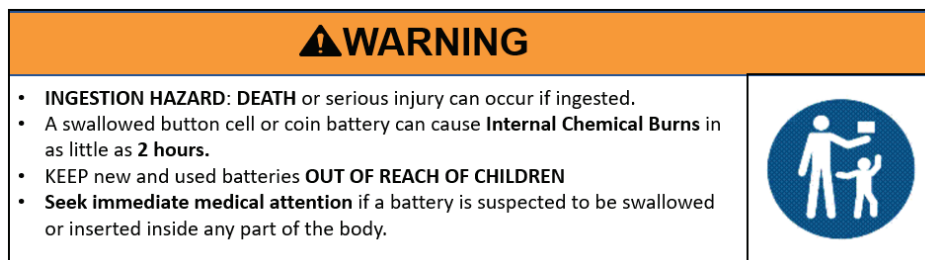 ⚠WARNING
• INGESTION HAZARD: DEATH or serious injury can occur if ingested.
• A swallowed button cell or coin battery can cause Internal Chemical Burns in
as little as 2 hours.
• KEEP new and used batteries OUT OF REACH OF CHILDREN
• Seek immediate medical attention if a battery is suspected to be swallowed
or inserted inside any part of the body.